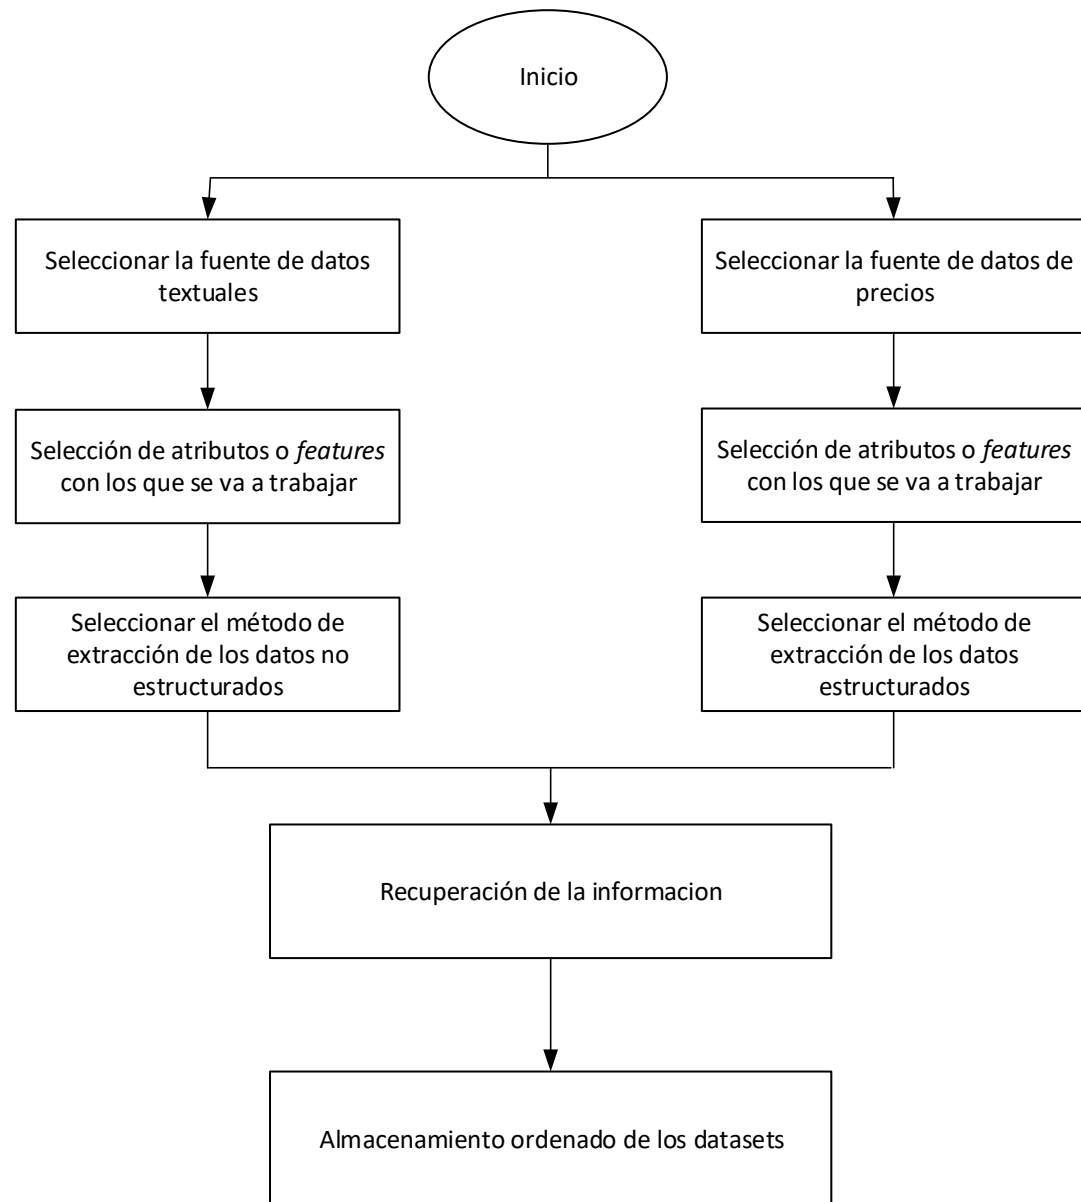 Inicio
Seleccionar la fuente de datos
textuales
Seleccionar la fuente de datos de
precios
Selección de atributos o features
con los que se va a trabajar
Selección de atributos o features
con los que se va a trabajar
Seleccionar el método de
extracción de los datos no
estructurados
Seleccionar el método de
extracción de los datos
estructurados
Recuperación de la informacion
Almacenamiento ordenado de los datasets